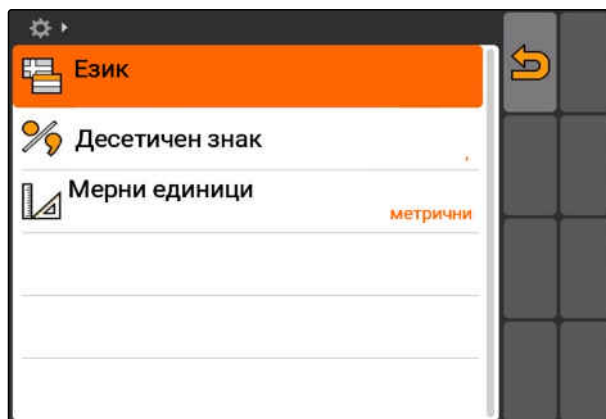 Език
Десетичен знак
,
Мерни единици
метрични